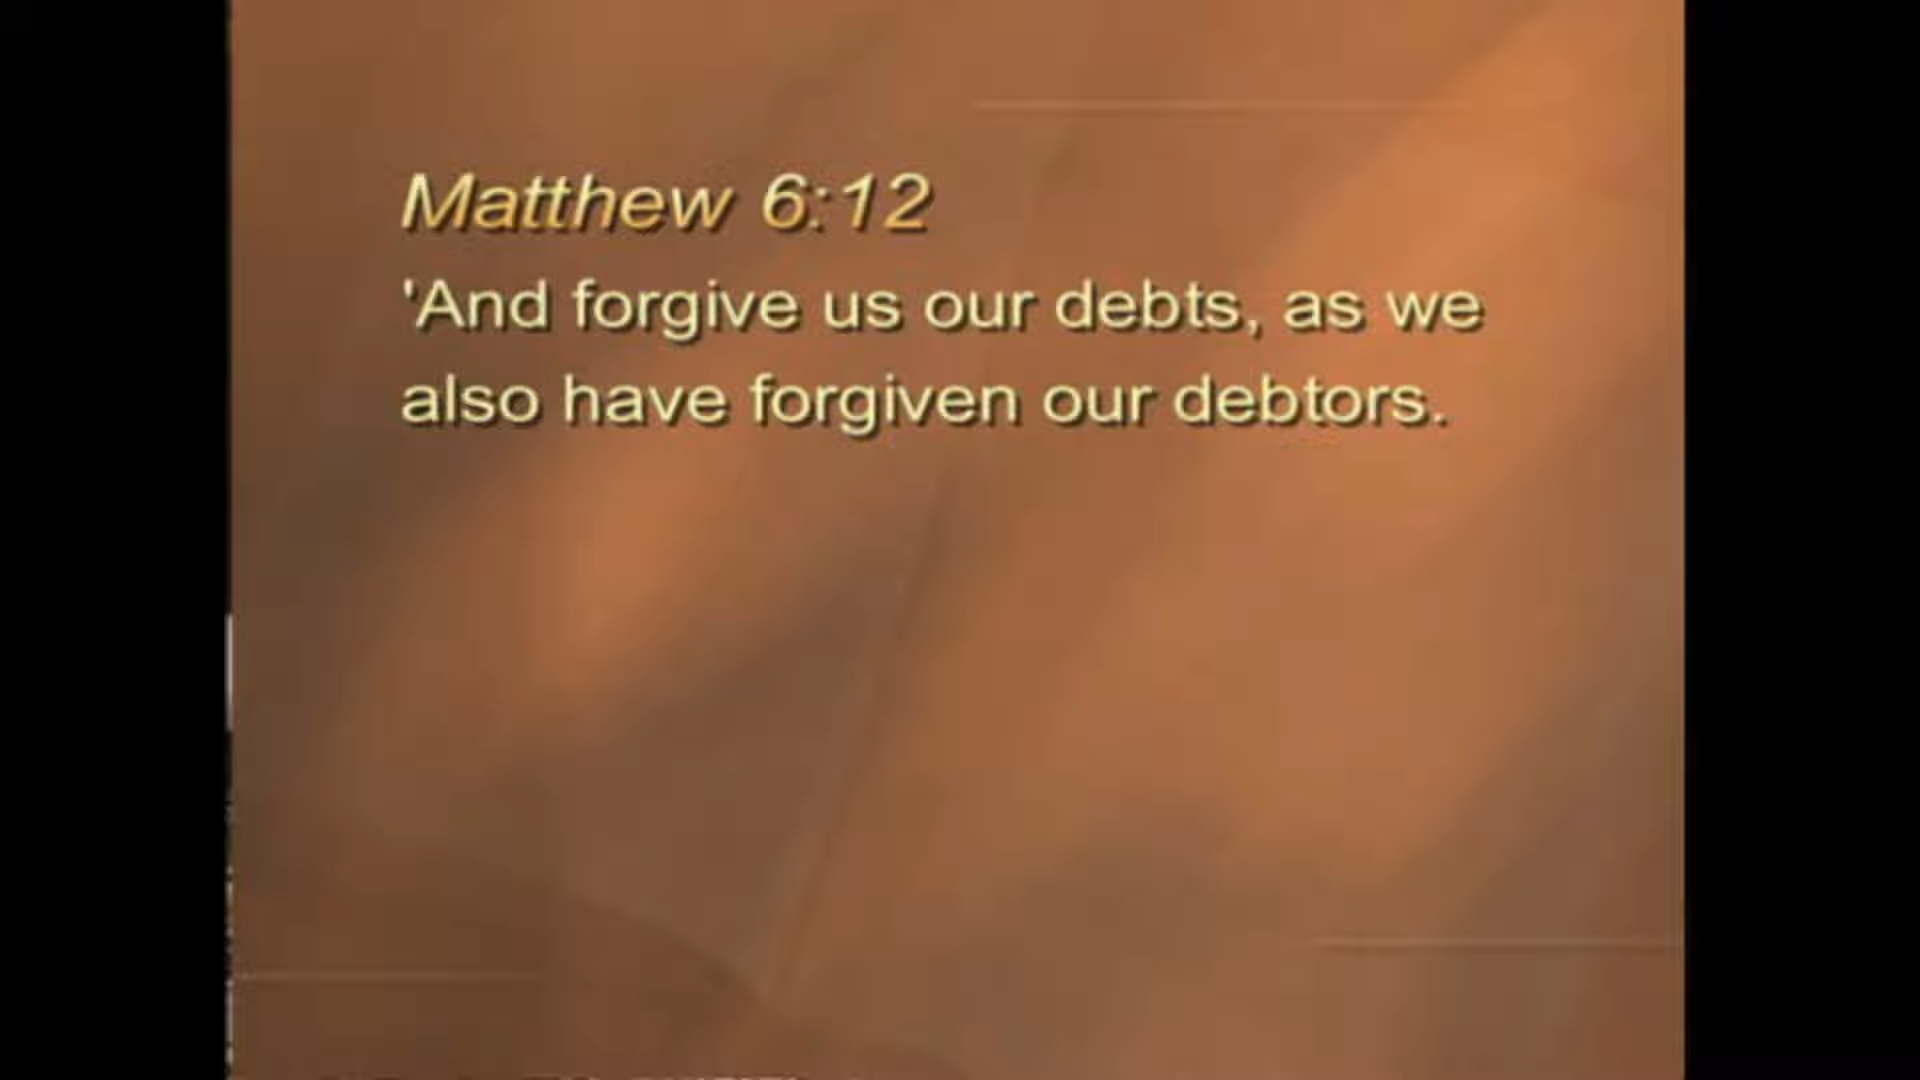 Matthew 6:12
'And forgive us our debts, as we
also have forgiven our debtors.